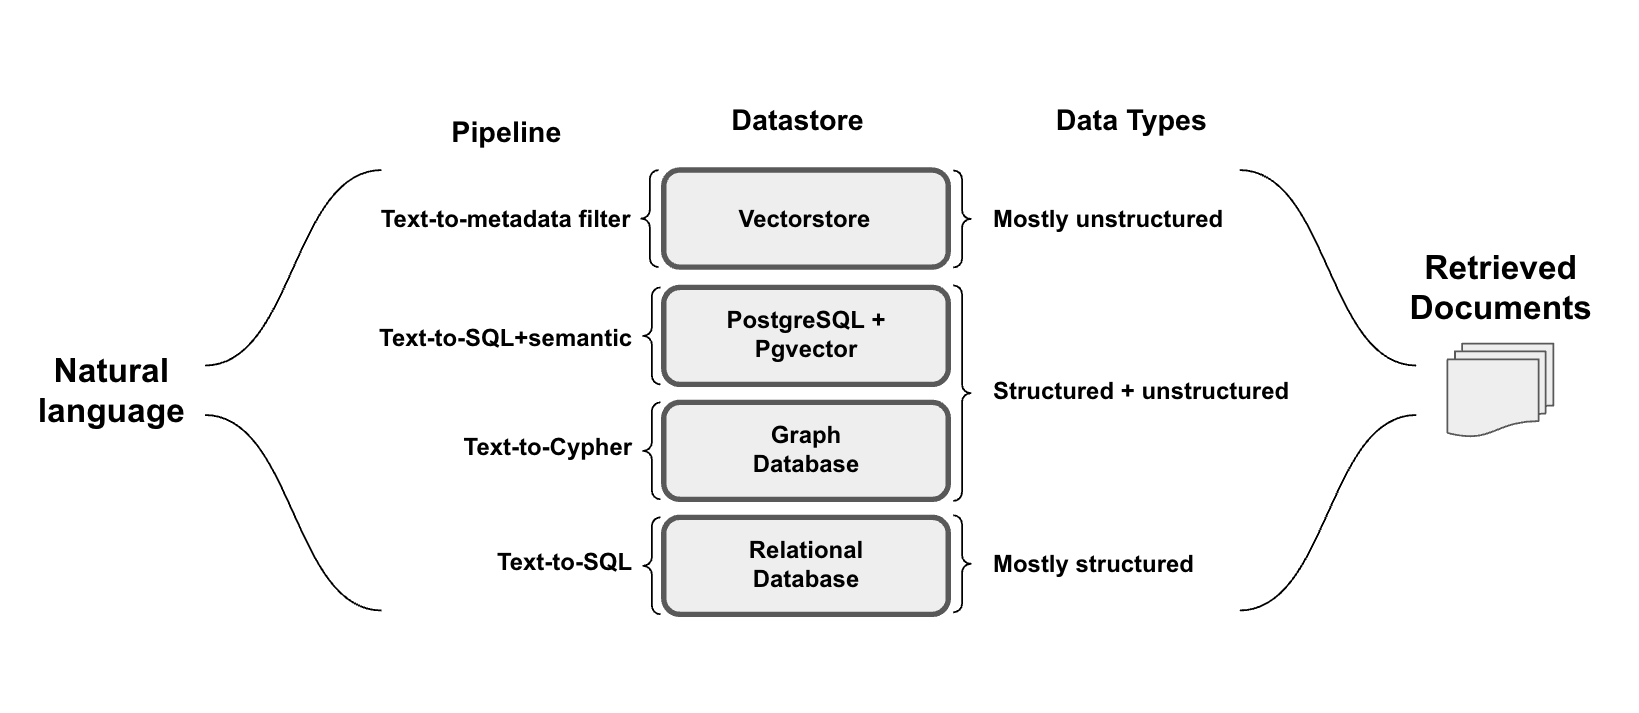 Pipeline
Datastore
Data Types
Text-to-metadata filter
Vectorstore
Mostly unstructured
Text-to-SQL+semantic
PostgreSQL +
Pgvector
Structured + unstructured
Text-to-Cypher
Graph
Database
Text-to-SQL
Relational
Database
Mostly structured
Natural
language
Retrieved
Documents